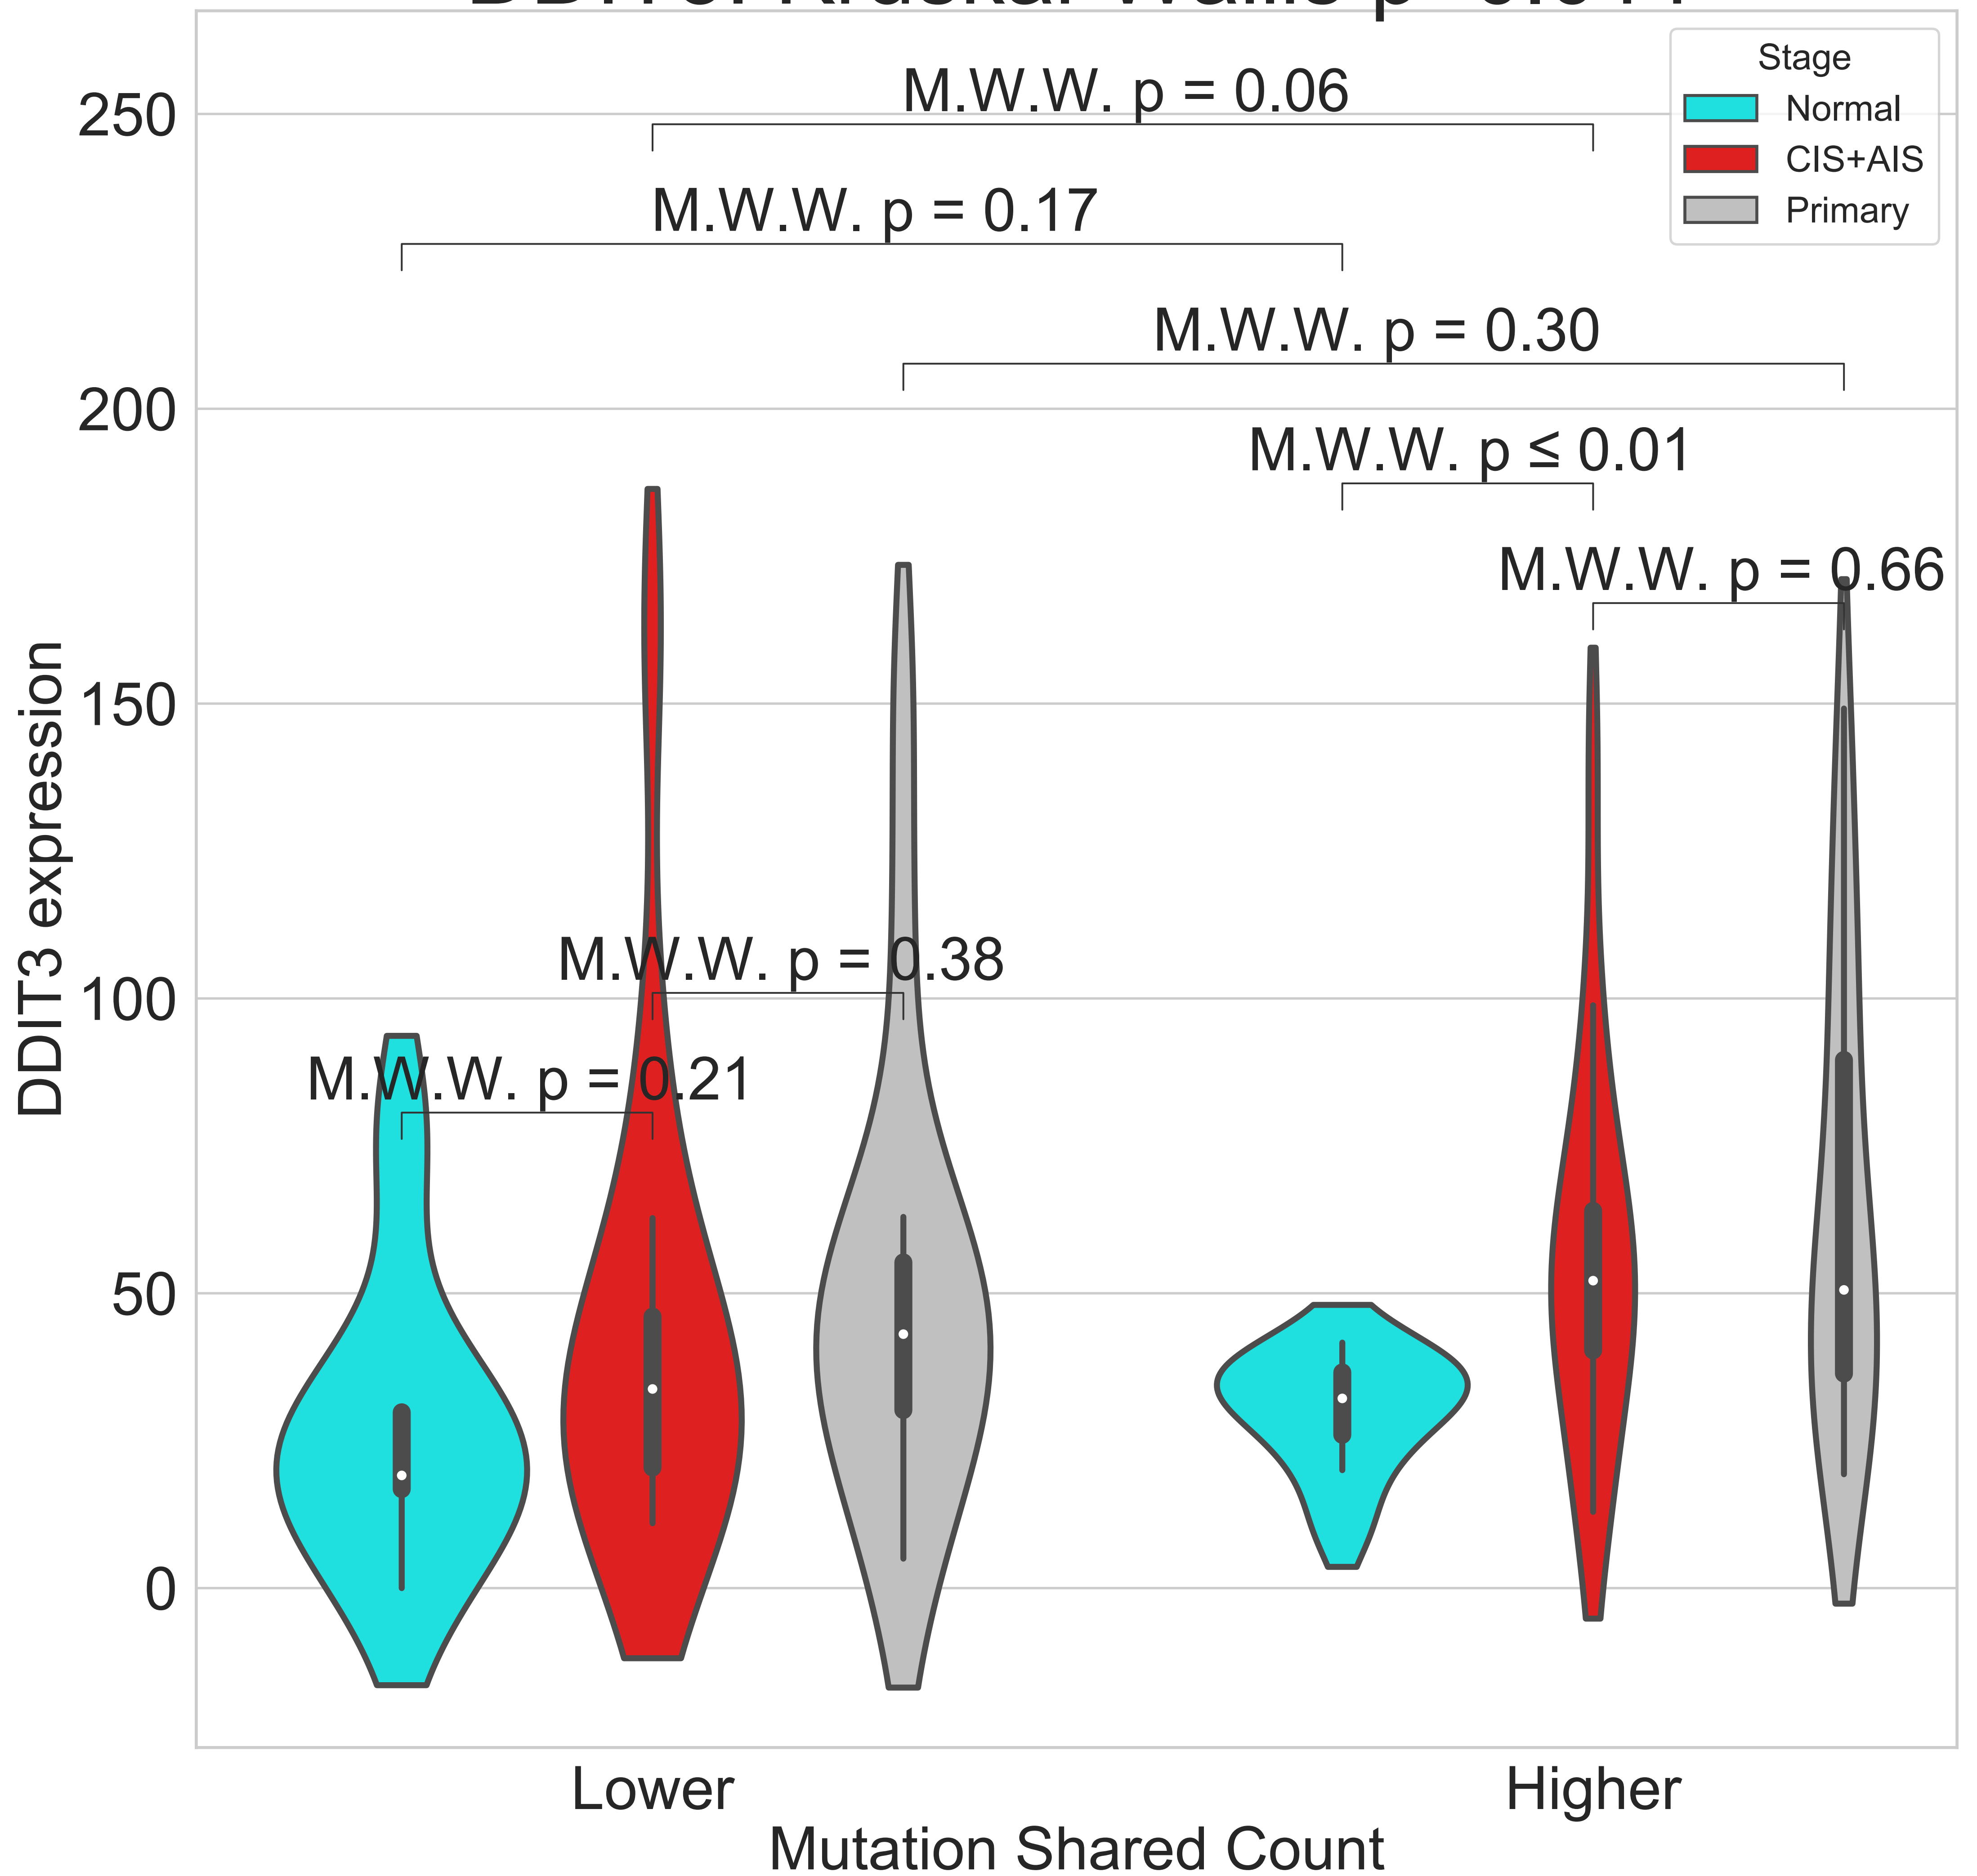 Stage
Normal
CIS+AIS
Primary
M.W.W. p = 0.06
M.W.W. p = 0.17
M.W.W. p = 0.30
M.W.W. p ≤ 0.01
M.W.W. p = 0.66
M.W.W. p = 0.38
M.W.W. p = 0.21
250
200
150
100
50
0
DDIT3 expression
Lower
Higher
Mutation Shared Count